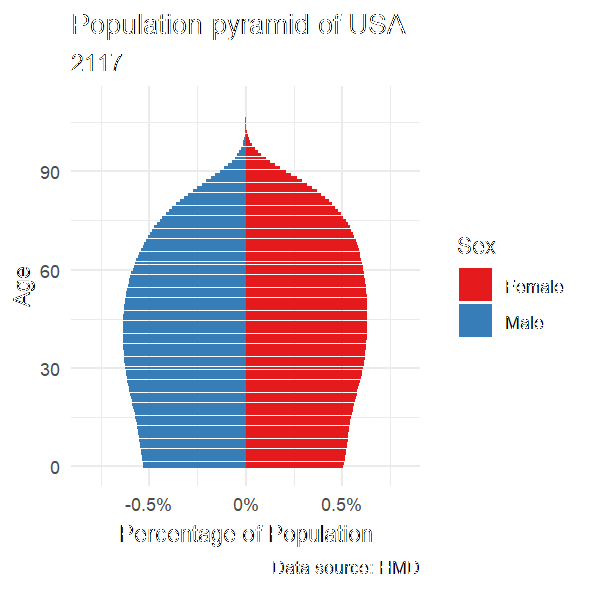 Population pyramid of USA
2117
90
60
30
0
Age
-0.5%
0%
0.5%
Percentage of Population
Data source: HMD
Sex
Female
Male